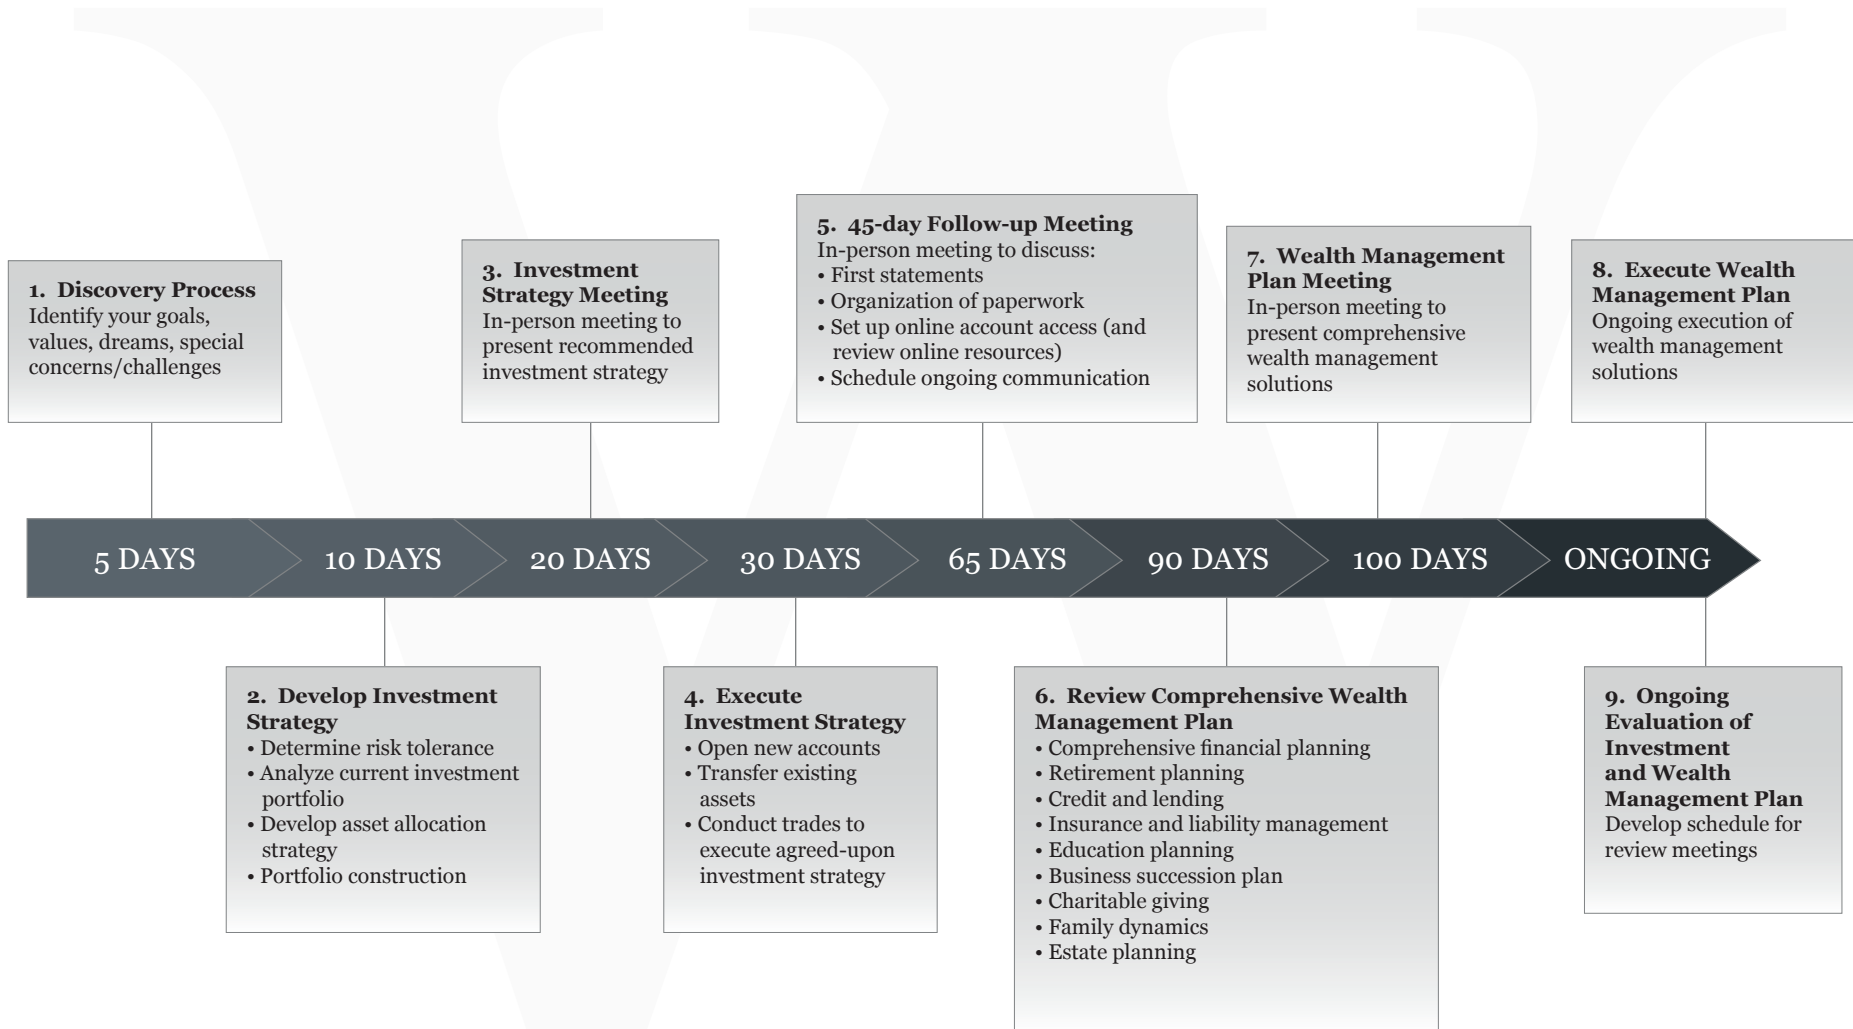 1. Discovery Process
Identify your goals,
values, dreams, special
concerns/challenges
3. Investment
Strategy Meeting
In-person meeting to
present recommended
investment strategy
5. 45-day Follow-up Meeting
In-person meeting to discuss:
• First statements
• Organization of paperwork
• Set up online account access (and
review online resources)
• Schedule ongoing communication
7. Wealth Management
Plan Meeting
In-person meeting to
present comprehensive
wealth management
solutions
8. Execute Wealth
Management Plan
Ongoing execution of
wealth management
solutions
5 DAYS
10 DAYS
20 DAYS
30 DAYS
65 DAYS
90 DAYS
100 DAYS
ONGOING
2. Develop Investment
Strategy
• Determine risk tolerance
• Analyze current investment
portfolio
• Develop asset allocation
strategy
• Portfolio construction
4. Execute
Investment Strategy
• Open new accounts
• Transfer existing
assets
• Conduct trades to
execute agreed-upon
investment strategy
6. Review Comprehensive Wealth
Management Plan
• Comprehensive financial planning
• Retirement planning
• Credit and lending
• Insurance and liability management
• Education planning
• Business succession plan
• Charitable giving
• Family dynamics
• Estate planning
9. Ongoing
Evaluation of
Investment
and Wealth
Management Plan
Develop schedule for
review meetings